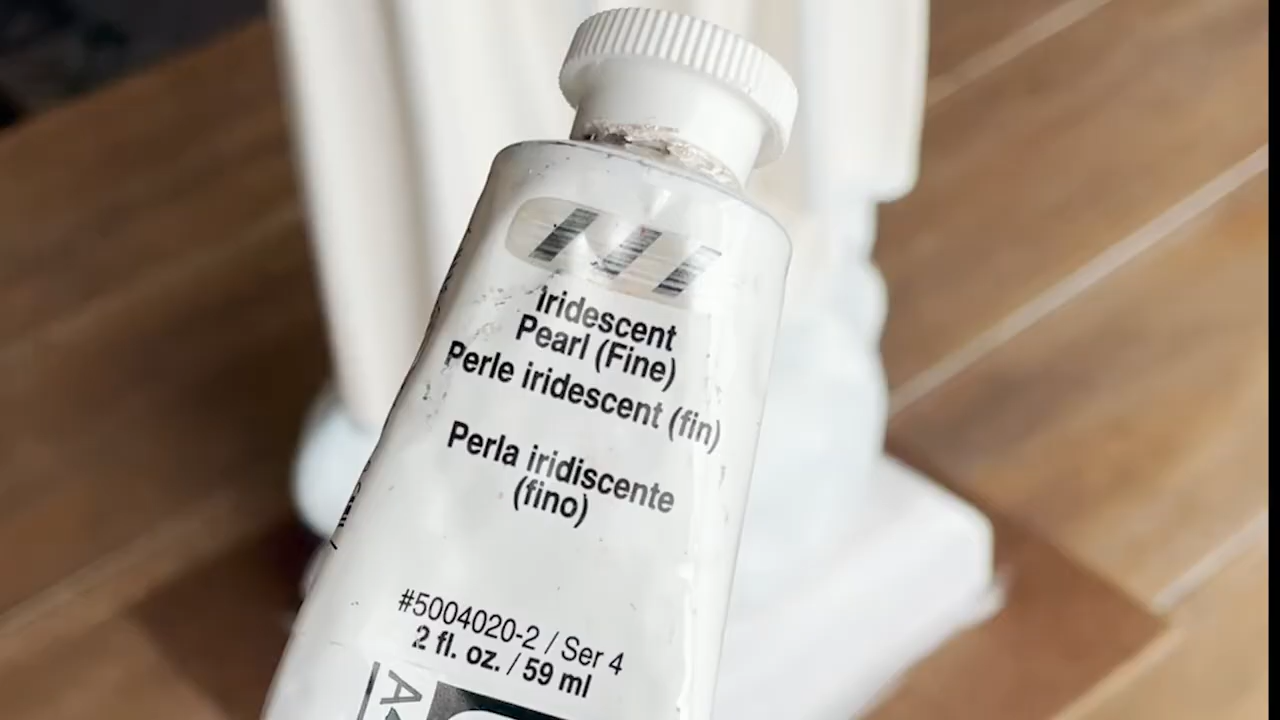 Iridescent
Pearl (Fine)
Perle iridescent (fin)
Perla iridiscente
(fino)
#5004020-2 / Ser 4
2 fl. oz. / 59 ml